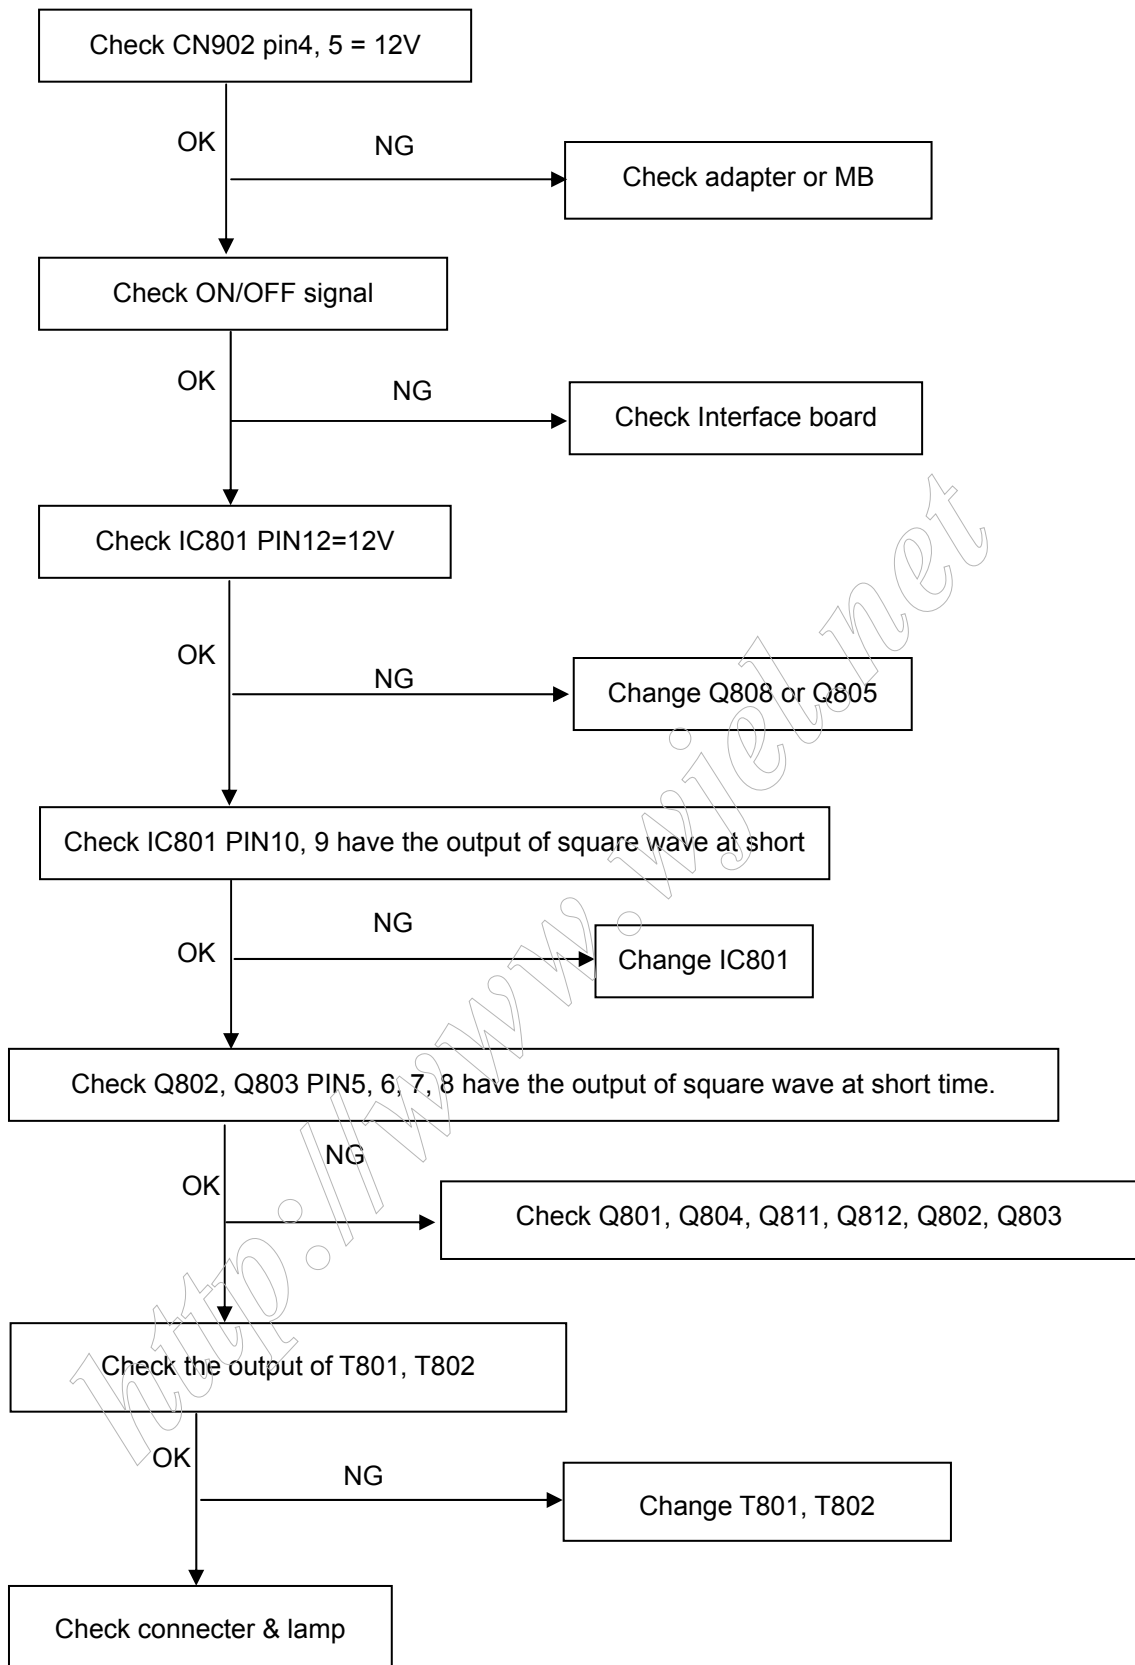 Check CN902 pin4, 5 = 12V
OK
NG
Check adapter or MB
Check ON/OFF signal
OK
NG
Check Interface board
Check IC801 PIN12=12V
OK
NG
Change Q808 or Q805
Check IC801 PIN10, 9 have the output of square wave at short
NG
OK
Change IC801
Check Q802, Q803 PIN5, 6, 7, 8 have the output of square wave at short time.
NG
OK
Check Q801, Q804, Q811, Q812, Q802, Q803
Check the output of T801, T802
OK
NG
Change T801, T802
Check connecter & lamp
http://www.wjel.net